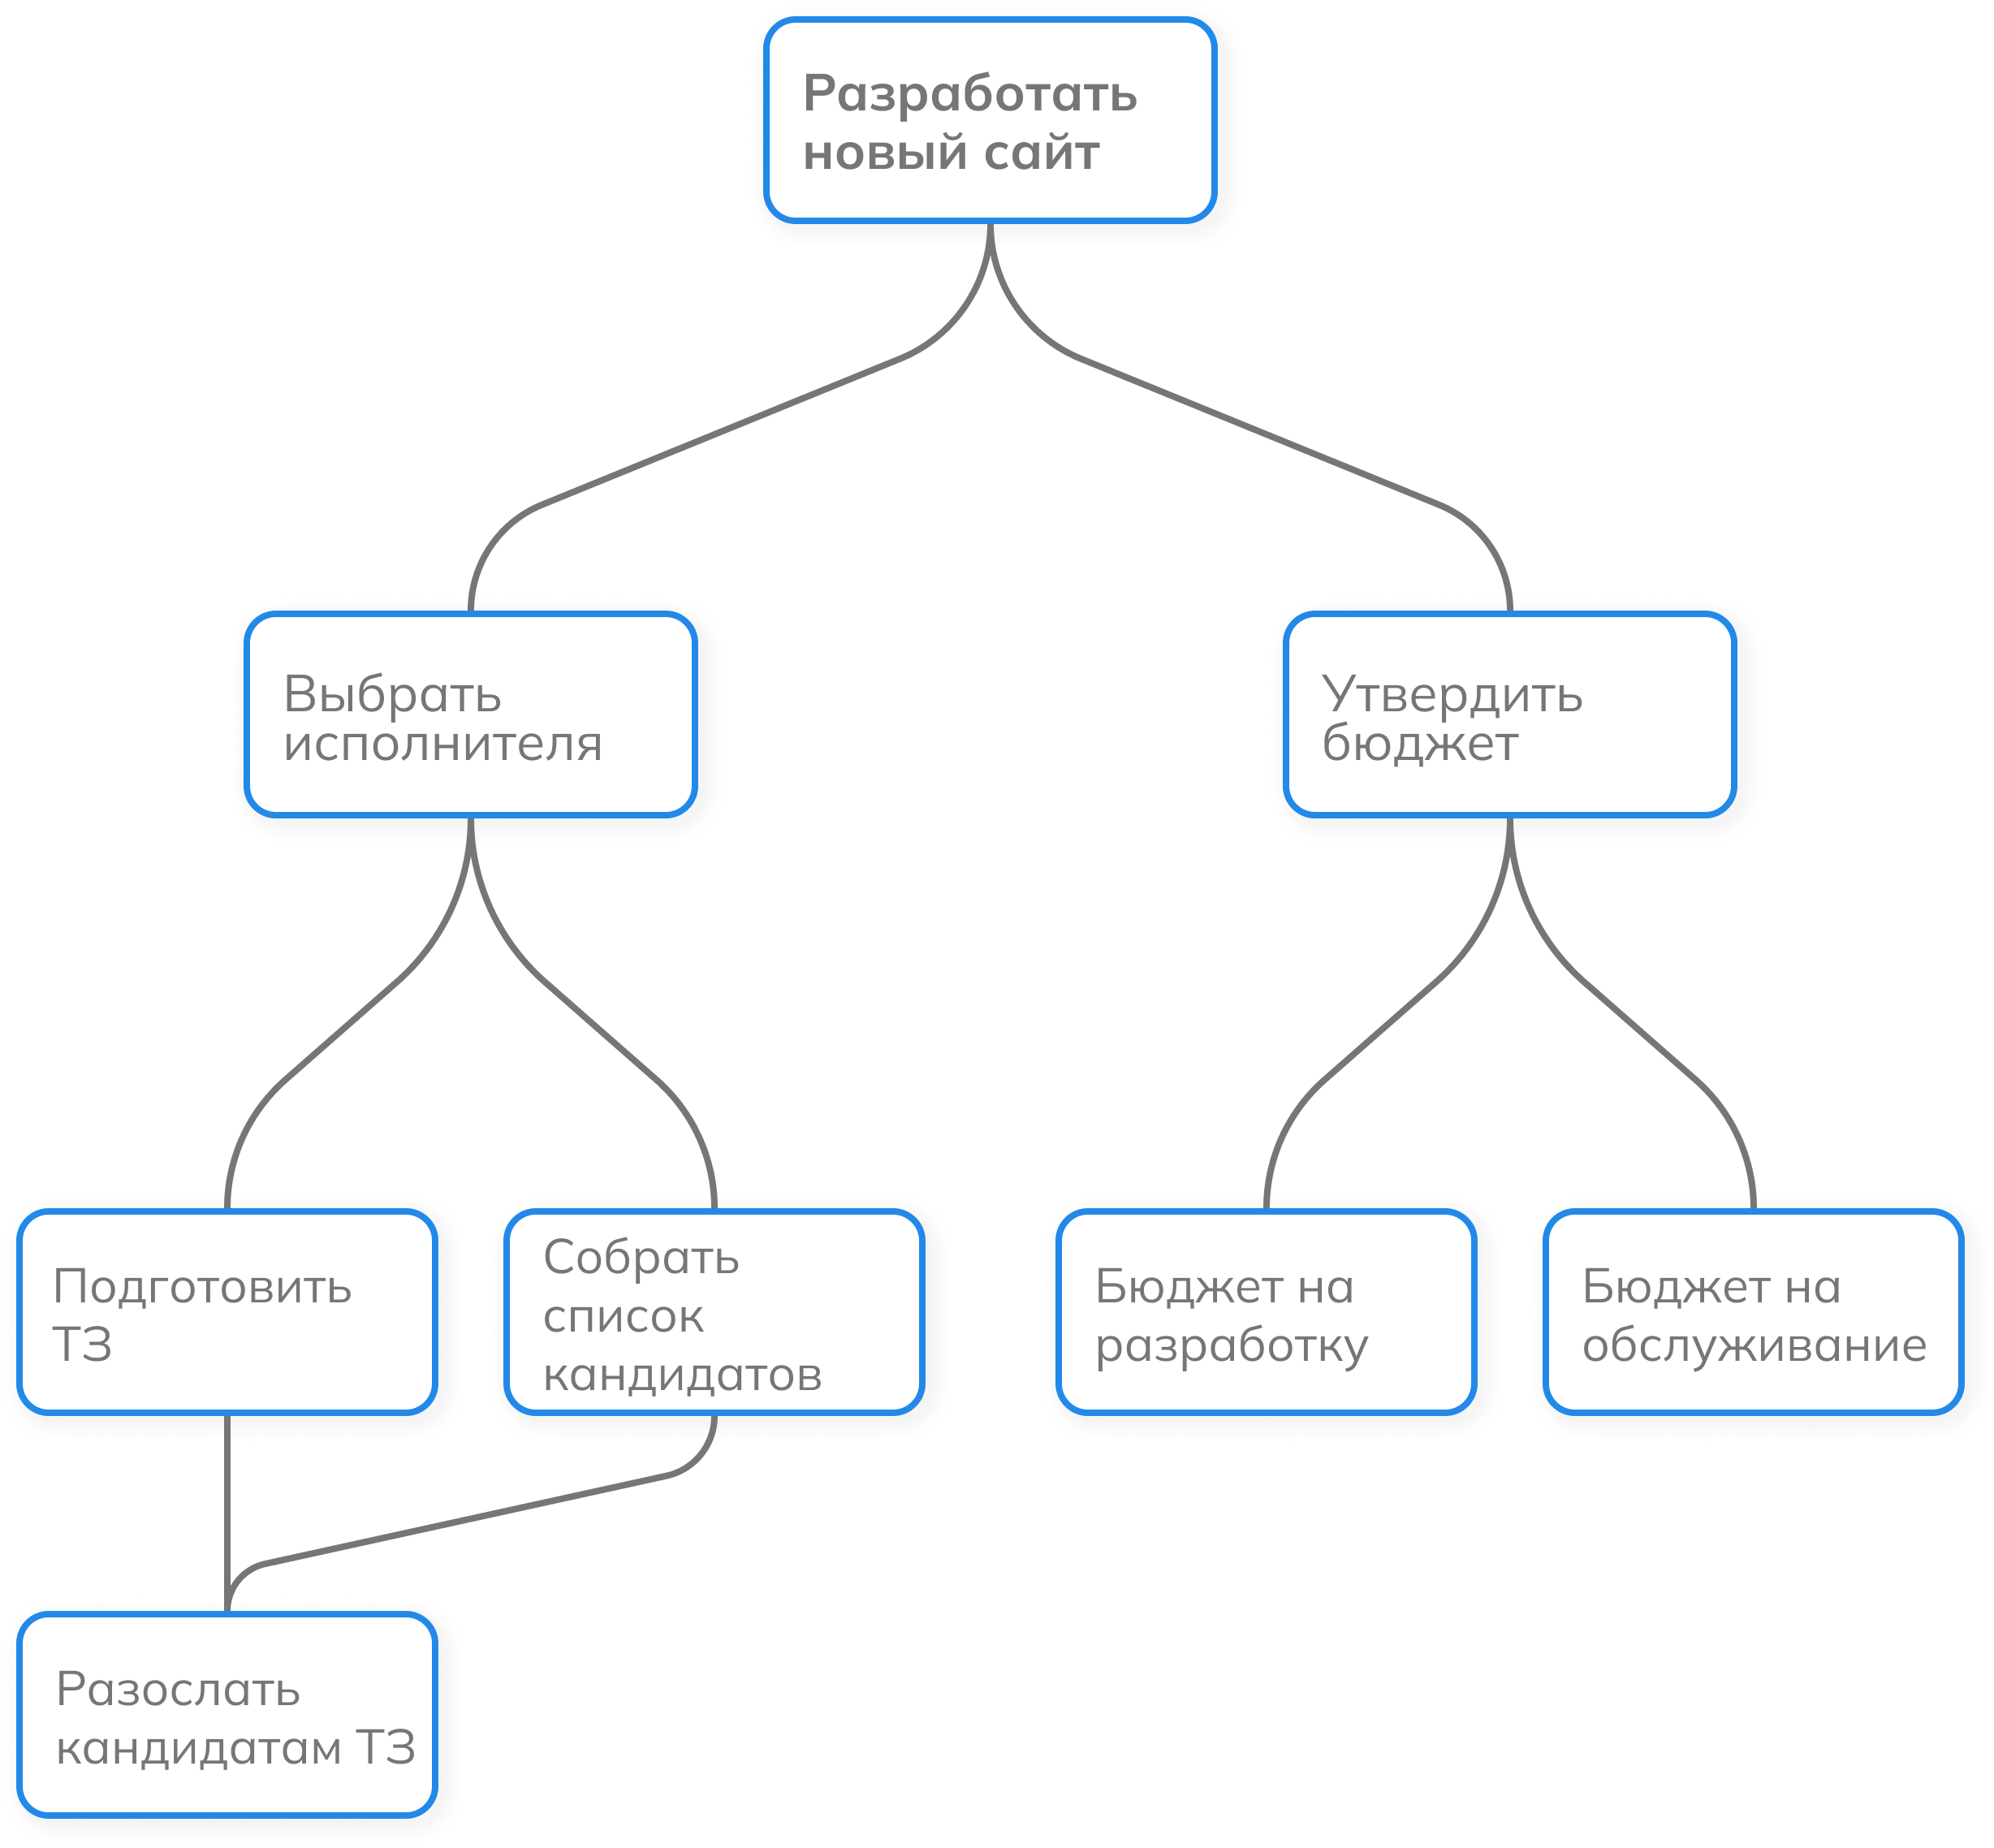 Разработать
новый сайт
Выбрать
исполнителя
Утвердить
бюджет
Подготовить
ТЗ
Собрать
список
кандидатов
Бюджет на
разработку
Бюджет на
обслуживание
Разослать
кандидатам ТЗ